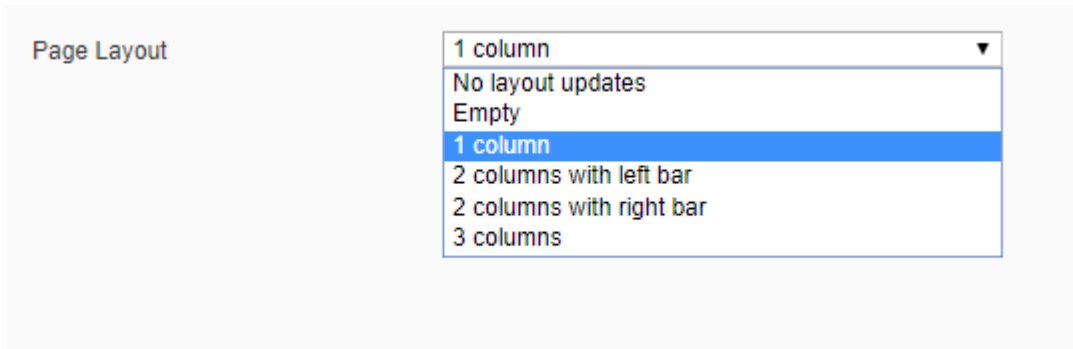 Page Layout
1 column
No layout updates
Empty
1 column
2 columns with left bar
2 columns with right bar
3 columns